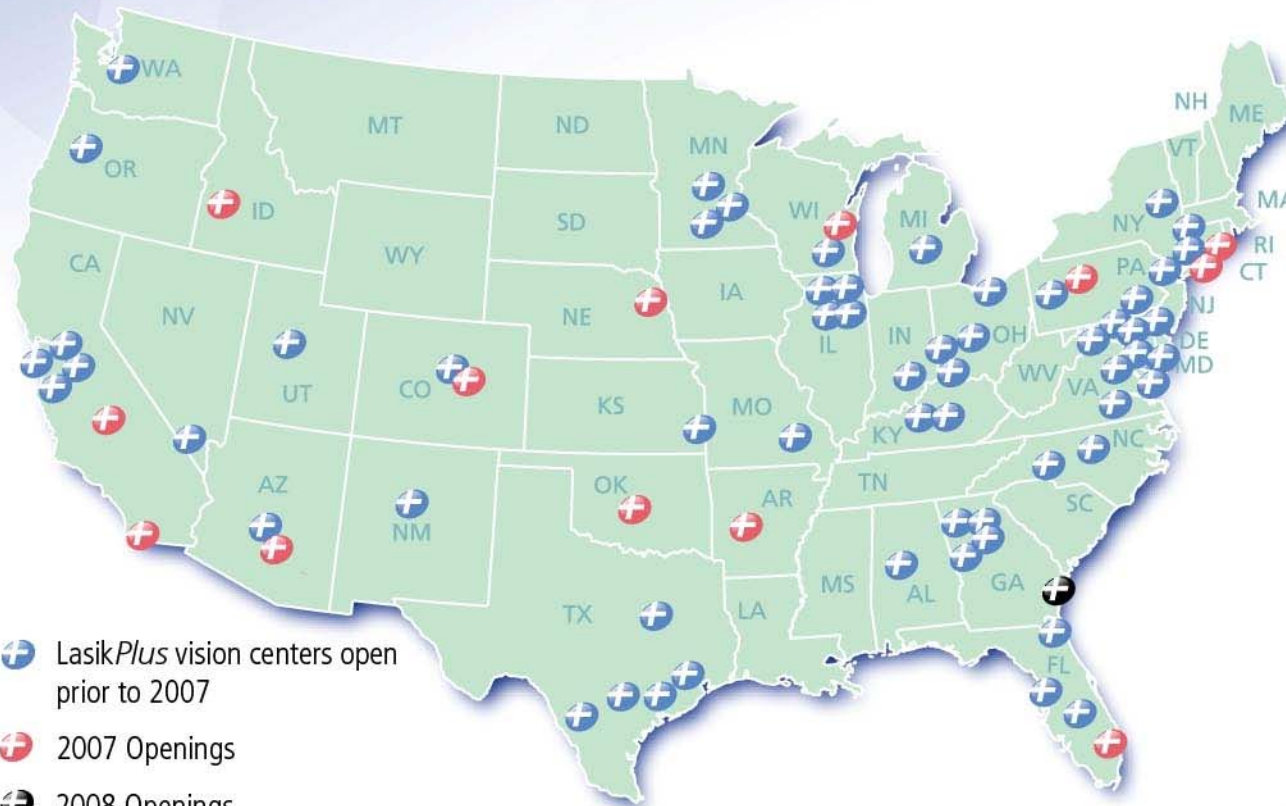 WA
MT
ND
MN
NH
ME
VT
OR
ID
SD
WI
MI
NY
MA
RI
CT
WY
CA
NV
NE
IA
PA
NJ
IL
IN
OH
DE
MD
UT
CO
KS
MO
WV
VA
KY
NC
AZ
NM
OK
AR
TN
SC
TX
LA
MS
AL
GA
FL
LasikPlus vision centers open
prior to 2007
2007 Openings
2008 Openings